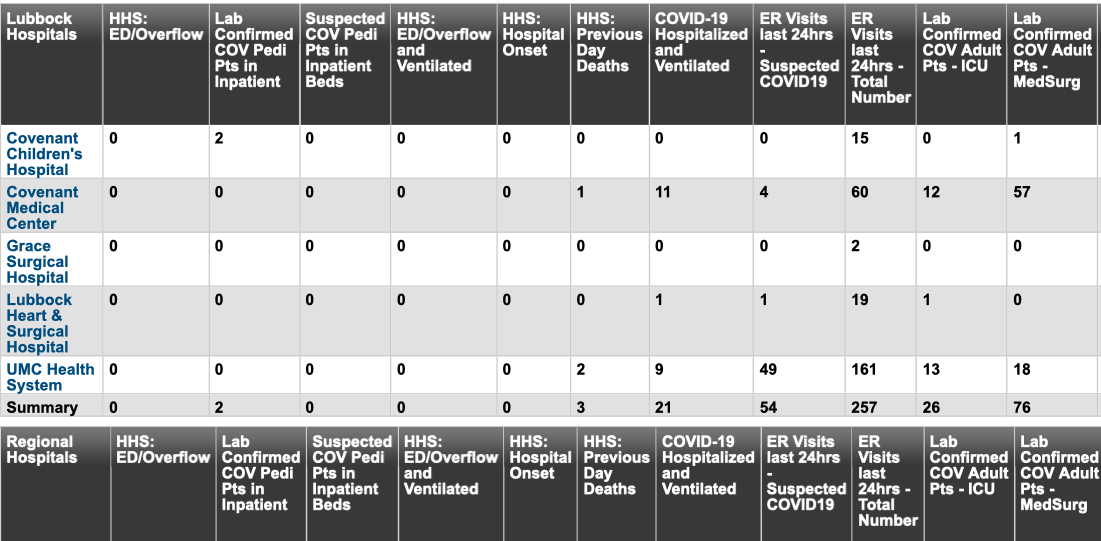 Lubbock Hospitals | HHS: ED/Overflow | Lab Confirmed COV Pedi Pts in Inpatient | Suspected COV Pedi Pts in Inpatient Beds | HHS: ED/Overflow and Ventilated | HHS: Hospital Onset | HHS: Previous Day Deaths | COVID-19 Hospitalized and Ventilated | ER Visits last 24hrs - Suspected COVID19 | ER Visits last 24hrs - Total Number | Lab Confirmed COV Adult Pts - ICU | Lab Confirmed COV Adult Pts - MedSurg
Covenant Children's Hospital | 0 | 2 | 0 | 0 | 0 | 0 | 0 | 0 | 15 | 0 | 1
Covenant Medical Center | 0 | 0 | 0 | 0 | 0 | 1 | 11 | 4 | 60 | 12 | 57
Grace Surgical Hospital | 0 | 0 | 0 | 0 | 0 | 0 | 0 | 0 | 2 | 0 | 0
Lubbock Heart & Surgical Hospital | 0 | 0 | 0 | 0 | 0 | 0 | 1 | 1 | 19 | 1 | 0
UMC Health System | 0 | 0 | 0 | 0 | 0 | 2 | 9 | 49 | 161 | 13 | 18
Summary | 0 | 2 | 0 | 0 | 0 | 3 | 21 | 54 | 257 | 26 | 76
Regional Hospitals | HHS: ED/Overflow | Lab Confirmed COV Pedi Pts in Inpatient | Suspected COV Pedi Pts in Inpatient Beds | HHS: ED/Overflow and Ventilated | HHS: Hospital Onset | HHS: Previous Day Deaths | COVID-19 Hospitalized and Ventilated | ER Visits last 24hrs - Suspected COVID19 | ER Visits last 24hrs - Total Number | Lab Confirmed COV Adult Pts - ICU | Lab Confirmed COV Adult Pts - MedSurg